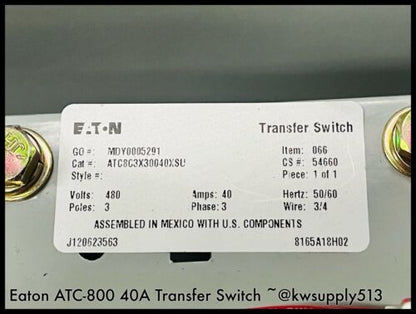 EATON Transfer Switch
GO #: MDY0005291 Item: 066
Cat #: ATC8C3X30040XSU CS #: 54660
Style #: Piece: 1 of 1
Volts: 480 Amps: 40 Hertz: 50/60
Poles: 3 Phase: 3 Wire: 3/4
ASSEMBLED IN MEXICO WITH U.S. COMPONENTS
J120623563 8165A18H02
Eaton ATC-800 40A Transfer Switch ~@kwsupply513